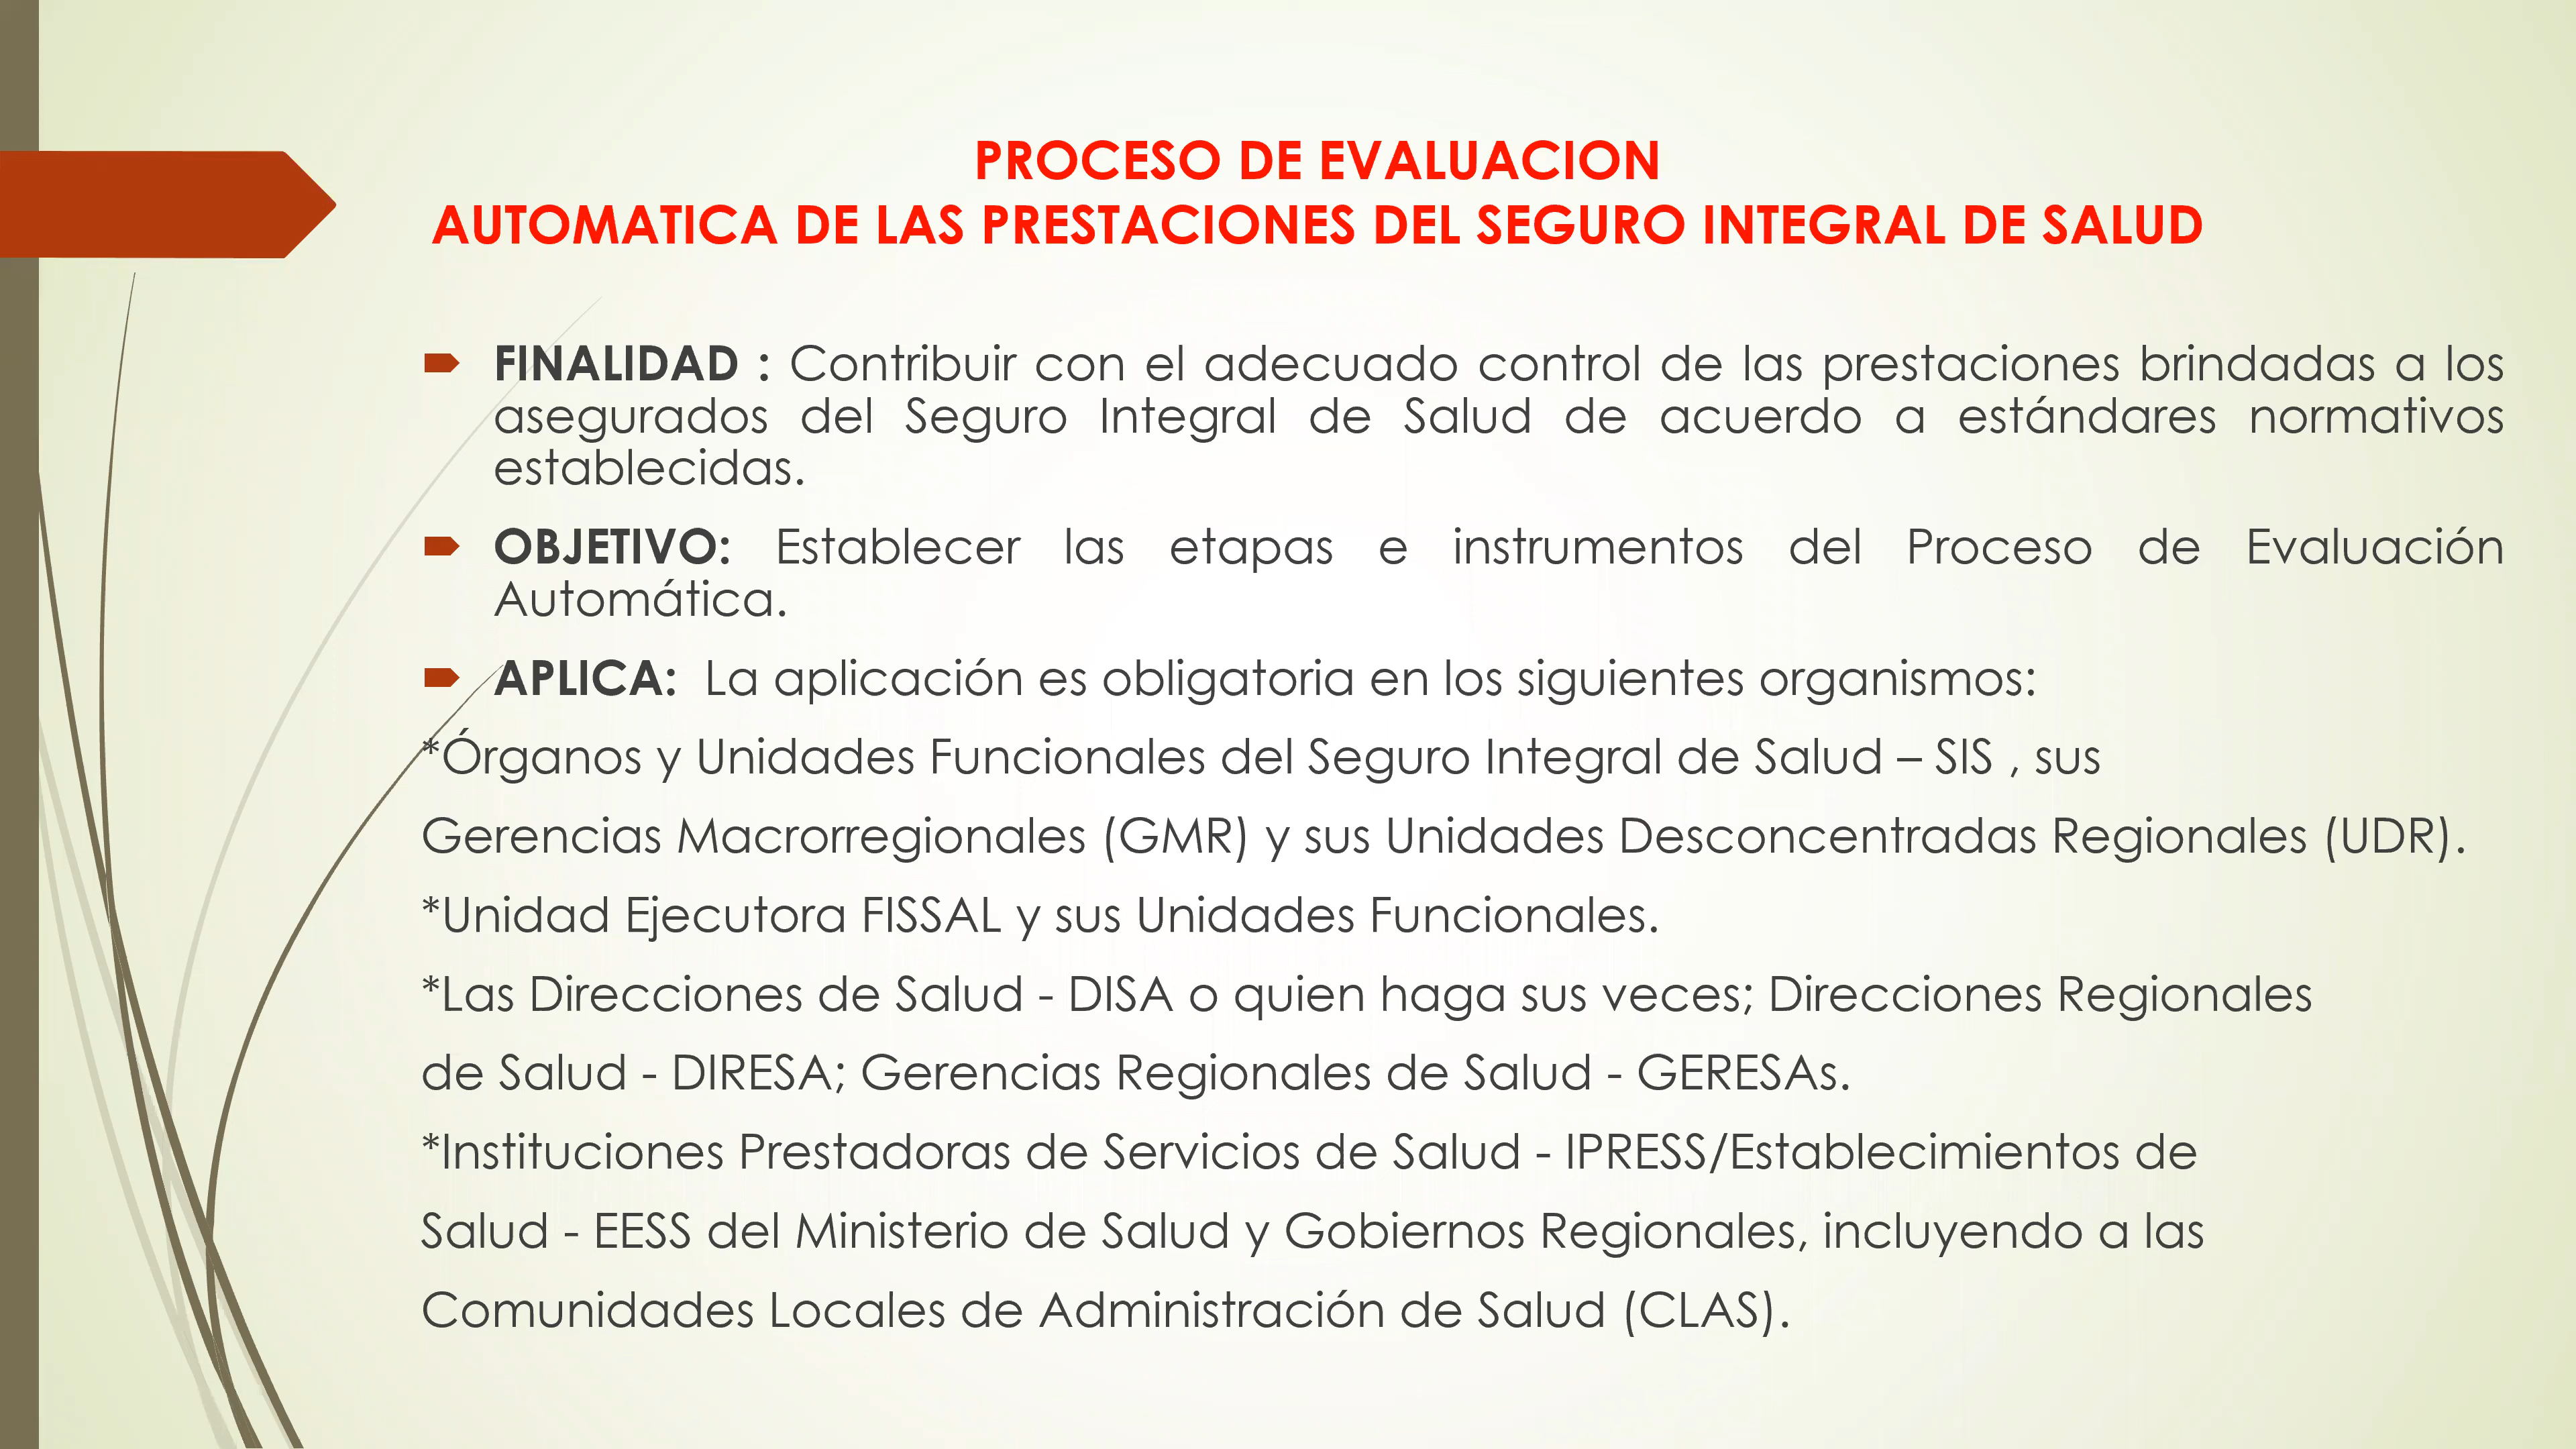 PROCESO DE EVALUACION
AUTOMATICA DE LAS PRESTACIONES DEL SEGURO INTEGRAL DE SALUD
FINALIDAD : Contribuir con el adecuado control de las prestaciones brindadas a los
asegurados del Seguro Integral de Salud de acuerdo a estándares normativos
establecidas.
OBJETIVO: Establecer las etapas e instrumentos del Proceso de Evaluación
Automática.
APLICA: La aplicación es obligatoria en los siguientes organismos:
*Órganos y Unidades Funcionales del Seguro Integral de Salud – SIS , sus
Gerencias Macrorregionales (GMR) y sus Unidades Desconcentradas Regionales (UDR).
*Unidad Ejecutora FISSAL y sus Unidades Funcionales.
*Las Direcciones de Salud - DISA o quien haga sus veces; Direcciones Regionales
de Salud - DIRESA; Gerencias Regionales de Salud - GERESAs.
*Instituciones Prestadoras de Servicios de Salud - IPRESS/Establecimientos de
Salud - EESS del Ministerio de Salud y Gobiernos Regionales, incluyendo a las
Comunidades Locales de Administración de Salud (CLAS).